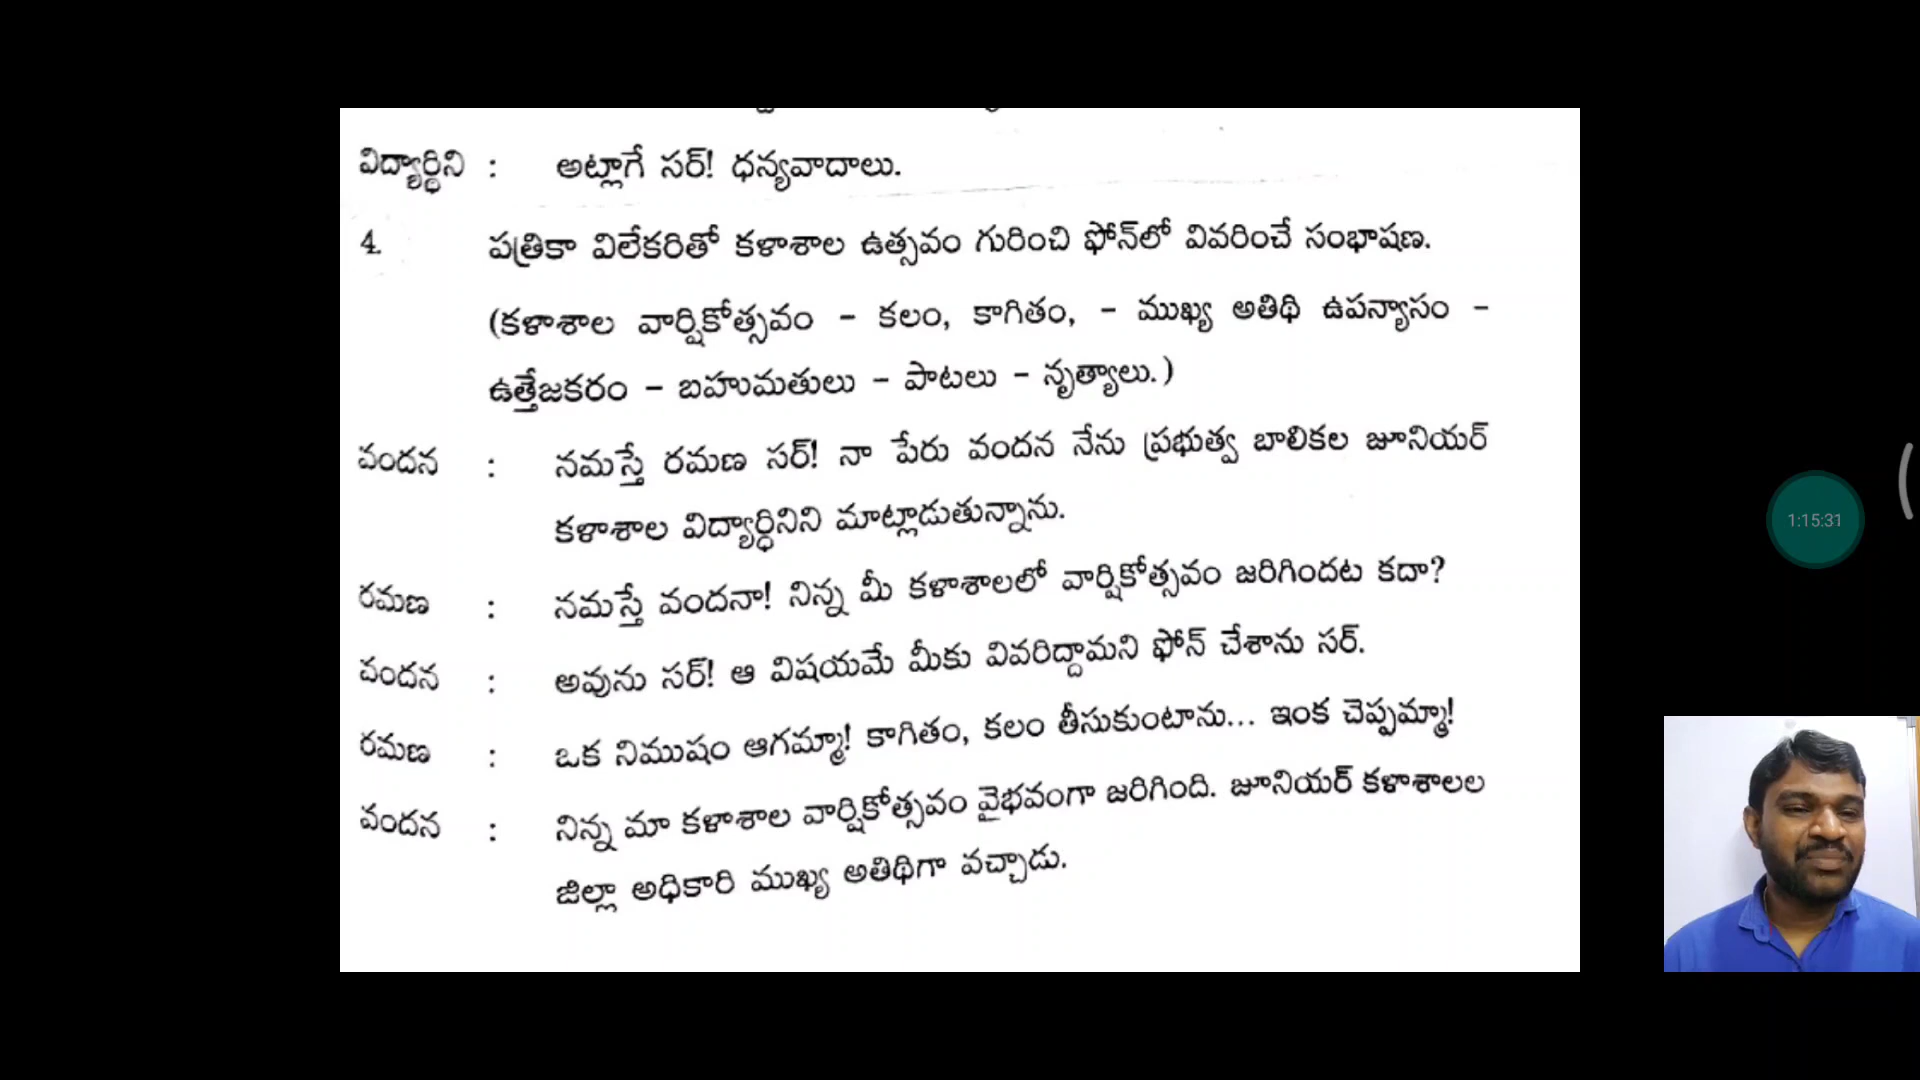 విద్యార్థిని : అట్లాగే సర్! ధన్యవాదాలు.
4. పత్రికా విలేకరితో కళాశాల ఉత్సవం గురించి ఫోన్‌లో వివరించే సంభాషణ.
(కళాశాల వార్షికోత్సవం – కలం, కాగితం, – ముఖ్య అతిథి ఉపన్యాసం –
ఉత్తేజకరం – బహుమతులు – పాటలు – నృత్యాలు.)
వందన : నమస్తే రమణ సర్! నా పేరు వందన నేను ప్రభుత్వ బాలికల జూనియర్
కళాశాల విద్యార్థినిని మాట్లాడుతున్నాను.
రమణ : నమస్తే వందనా! నిన్న మీ కళాశాలలో వార్షికోత్సవం జరిగిందట కదా?
వందన : అవును సర్! ఆ విషయమే మీకు వివరిద్దామని ఫోన్ చేశాను సర్.
రమణ : ఒక నిముషం ఆగమ్మా! కాగితం, కలం తీసుకుంటాను... ఇంక చెప్పమ్మా!
వందన : నిన్న మా కళాశాల వార్షికోత్సవం వైభవంగా జరిగింది. జూనియర్ కళాశాలల
జిల్లా అధికారి ముఖ్య అతిథిగా వచ్చాడు.
1:15:31